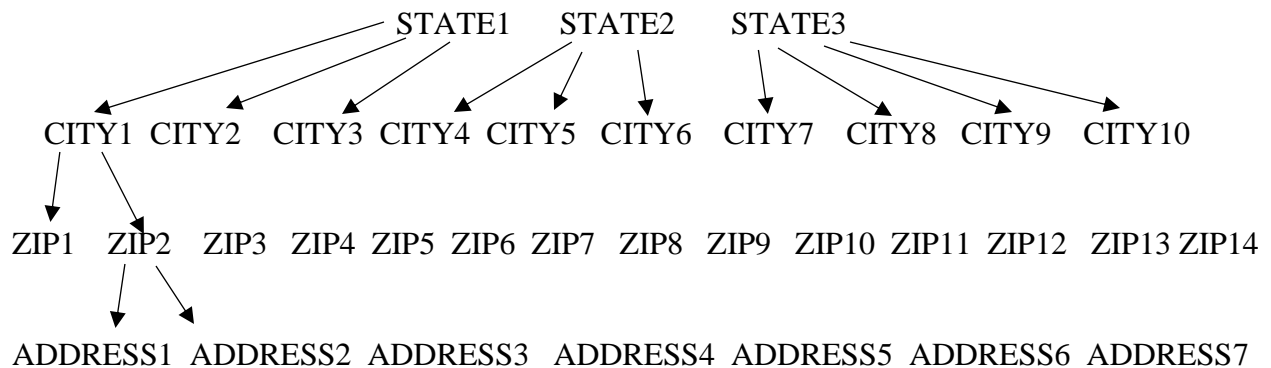 STATE1 STATE2 STATE3
CITY1 CITY2 CITY3 CITY4 CITY5 CITY6 CITY7 CITY8 CITY9 CITY10
ZIP1 ZIP2 ZIP3 ZIP4 ZIP5 ZIP6 ZIP7 ZIP8 ZIP9 ZIP10 ZIP11 ZIP12 ZIP13 ZIP14
ADDRESS1 ADDRESS2 ADDRESS3 ADDRESS4 ADDRESS5 ADDRESS6 ADDRESS7